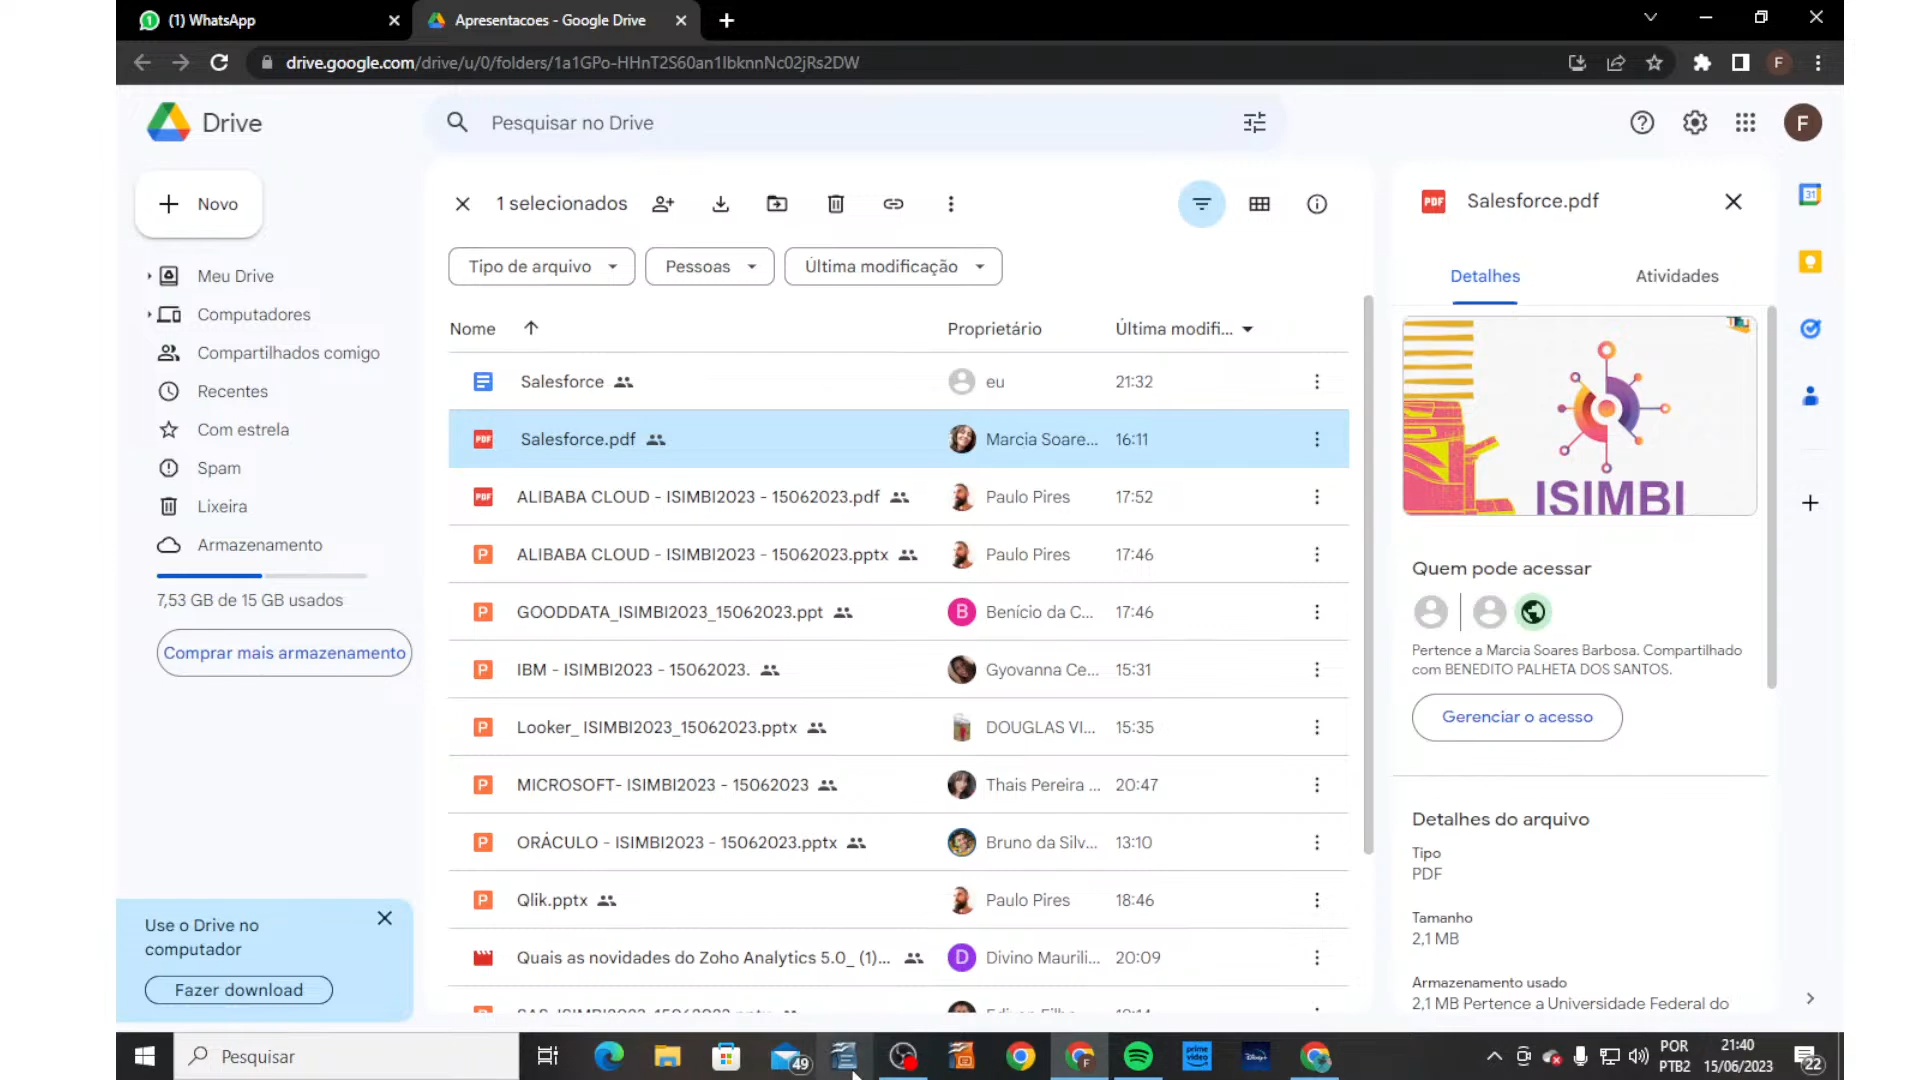 (1) WhatsApp
Apresentacoes - Google Drive
drive.google.com/drive/u/0/folders/1a1GPo-HHnT2S60an1IbknnNc02jRs2DW
F
Drive
Pesquisar no Drive
F
Novo
1 selecionados
PDF Salesforce.pdf
31
Tipo de arquivo
Pessoas
Última modificação
Detalhes
Atividades
Meu Drive
Computadores
Compartilhados comigo
Recentes
Com estrela
Spam
Lixeira
Armazenamento
7,53 GB de 15 GB usados
Comprar mais armazenamento
Nome
Proprietário
Última modifi...
Salesforce
eu
21:32
PDF Salesforce.pdf
Marcia Soare...
16:11
PDF ALIBABA CLOUD - ISIMBI2023 - 15062023.pdf
Paulo Pires
17:52
P ALIBABA CLOUD - ISIMBI2023 - 15062023.pptx
Paulo Pires
17:46
P GOODDATA_ISIMBI2023_15062023.ppt
B Benício da C...
17:46
P IBM - ISIMBI2023 - 15062023.
Gyovanna Ce...
15:31
P Looker_ ISIMBI2023_15062023.pptx
DOUGLAS VI...
15:35
P MICROSOFT- ISIMBI2023 - 15062023
Thais Pereira ...
20:47
P ORÁCULO - ISIMBI2023 - 15062023.pptx
Bruno da Silv...
13:10
P Qlik.pptx
Paulo Pires
18:46
Quais as novidades do Zoho Analytics 5.0_ (1)...
D Divino Maurili...
20:09
ISIMBI
Quem pode acessar
Pertence a Marcia Soares Barbosa. Compartilhado
com BENEDITO PALHETA DOS SANTOS.
Gerenciar o acesso
Detalhes do arquivo
Tipo
PDF
Tamanho
2,1 MB
Armazenamento usado
2,1 MB Pertence a Universidade Federal do
Use o Drive no
computador
Fazer download
Pesquisar
49
F
prime
video
POR
PTB2
21:40
15/06/2023
22